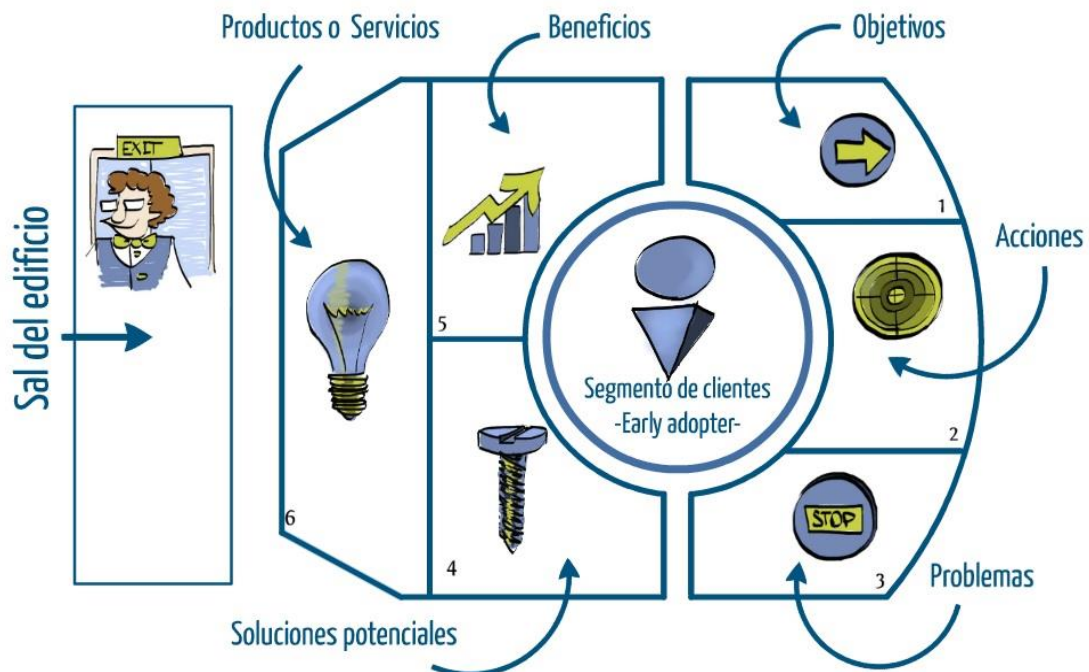 Productos o Servicios
Beneficios
Objetivos
EXIT
Sal del edificio
1
Acciones
5
Segmento de clientes
-Early adopter-
2
STOP
6
4
3
Problemas
Soluciones potenciales